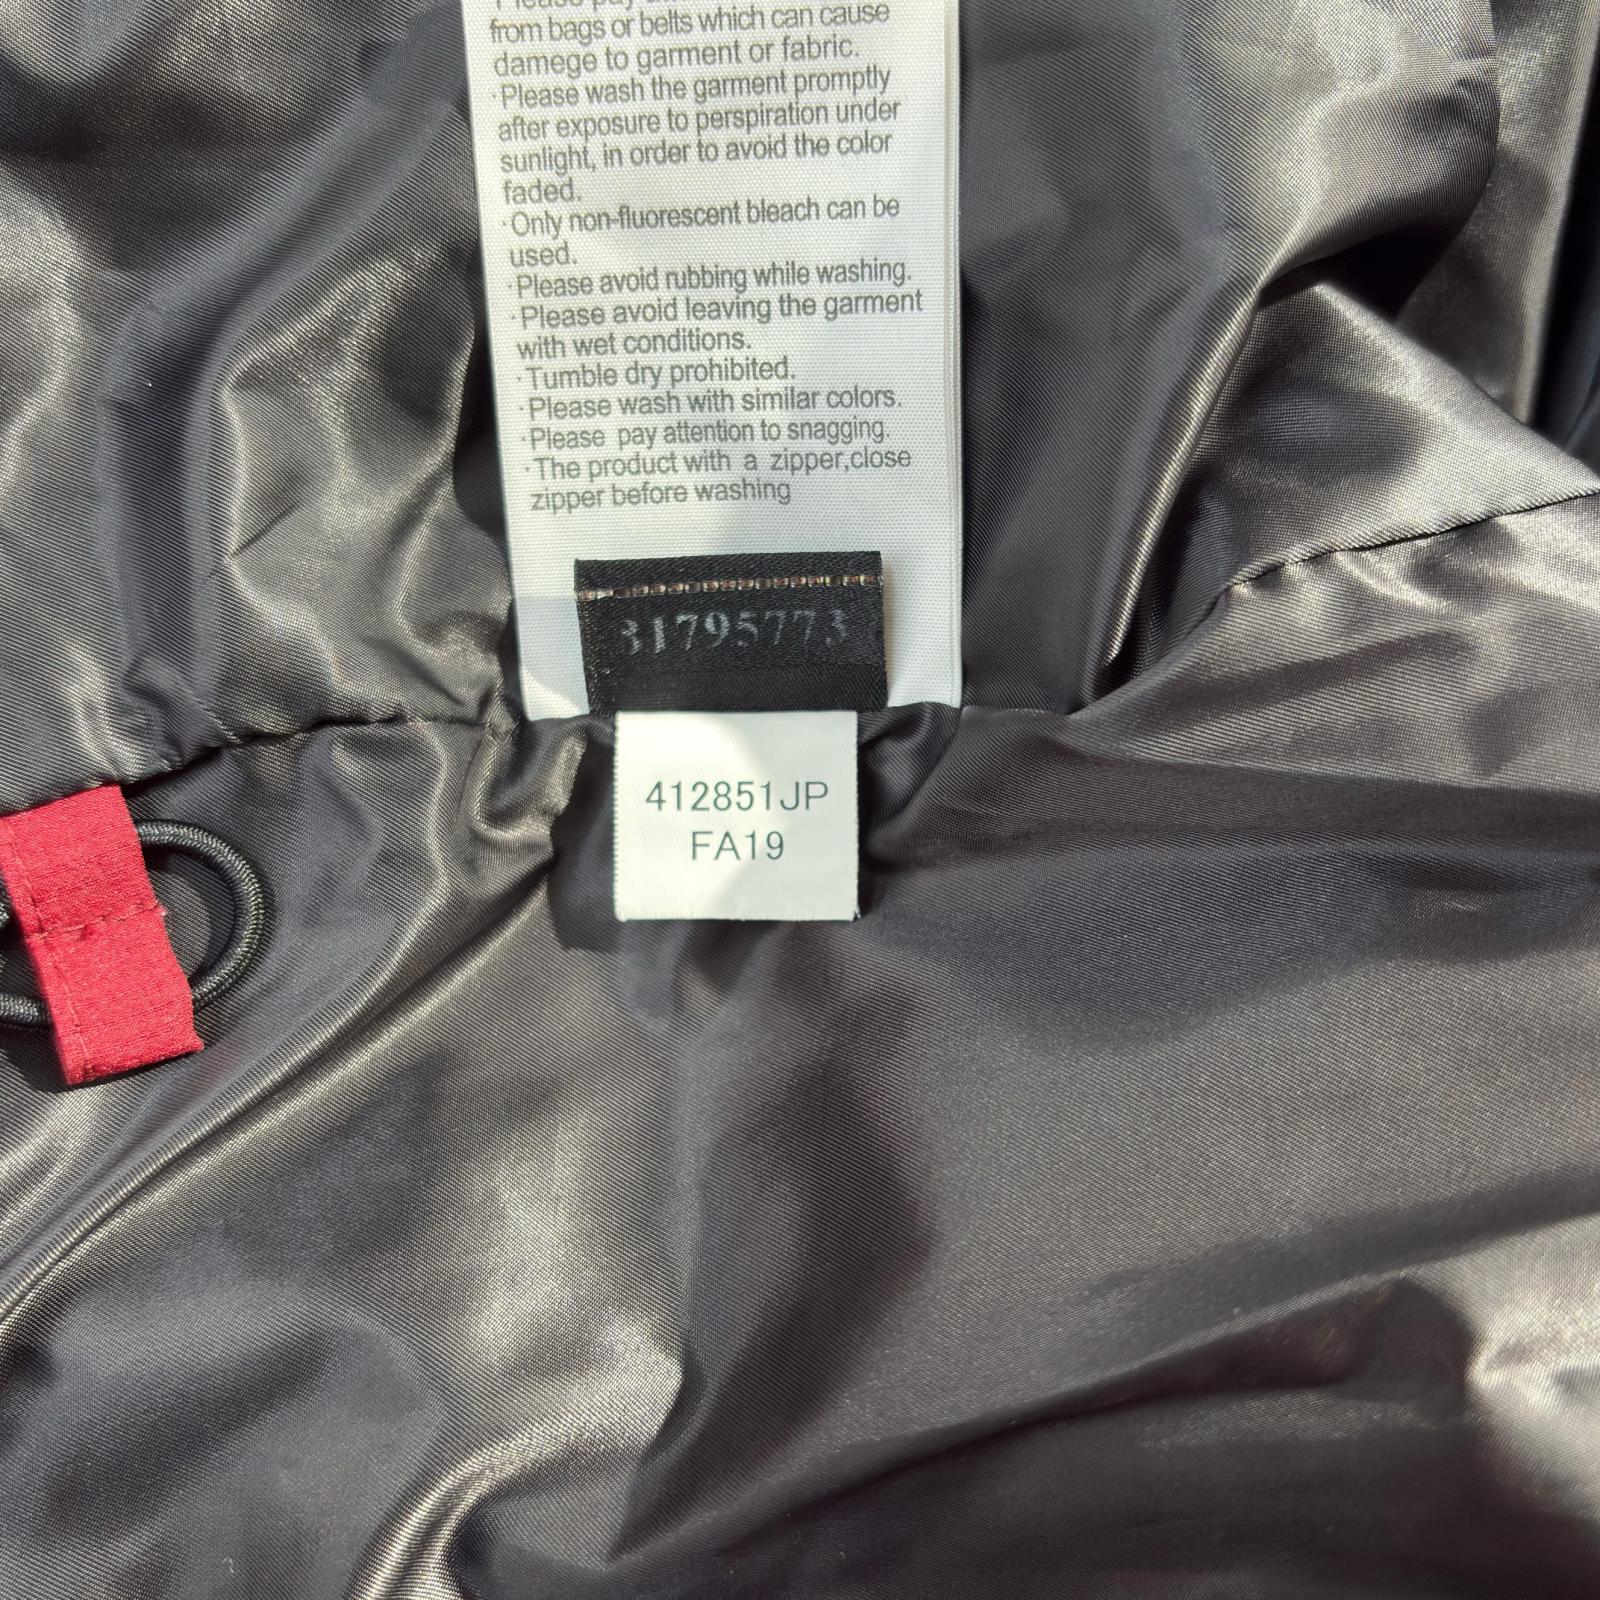 Please pay
from bags or belts which can cause
damege to garment or fabric.
·Please wash the garment promptly
after exposure to perspiration under
sunlight, in order to avoid the color
faded.
·Only non-fluorescent bleach can be
used.
·Please avoid rubbing while washing.
·Please avoid leaving the garment
with wet conditions.
·Tumble dry prohibited.
·Please wash with similar colors.
·Please pay attention to snagging.
·The product with a zipper,close
zipper before washing
31795773
412851JP
FA19